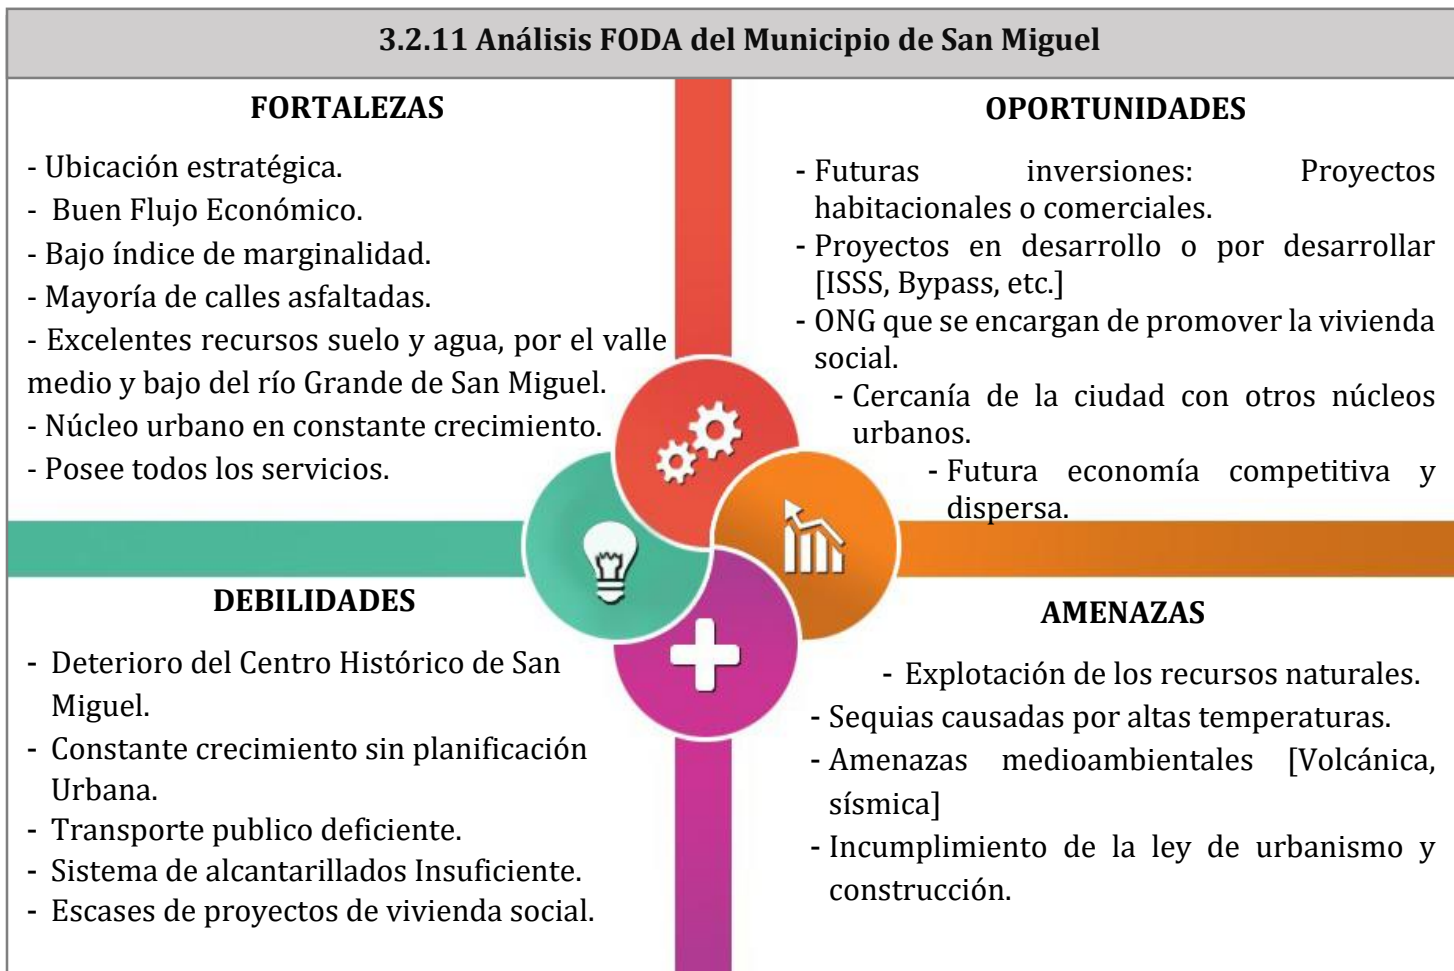 3.2.11 Análisis FODA del Municipio de San Miguel
FORTALEZAS
- Ubicación estratégica.
- Buen Flujo Económico.
- Bajo índice de marginalidad.
- Mayoría de calles asfaltadas.
- Excelentes recursos suelo y agua, por el valle
medio y bajo del río Grande de San Miguel.
- Núcleo urbano en constante crecimiento.
- Posee todos los servicios.
OPORTUNIDADES
- Futuras inversiones: Proyectos
habitacionales o comerciales.
- Proyectos en desarrollo o por desarrollar
[ISSS, Bypass, etc.]
- ONG que se encargan de promover la vivienda
social.
- Cercanía de la ciudad con otros núcleos
urbanos.
- Futura economía competitiva y
dispersa.
DEBILIDADES
- Deterioro del Centro Histórico de San
Miguel.
- Constante crecimiento sin planificación
Urbana.
- Transporte publico deficiente.
- Sistema de alcantarillados Insuficiente.
- Escases de proyectos de vivienda social.
AMENAZAS
- Explotación de los recursos naturales.
- Sequias causadas por altas temperaturas.
- Amenazas medioambientales [Volcánica,
sísmica]
- Incumplimiento de la ley de urbanismo y
construcción.